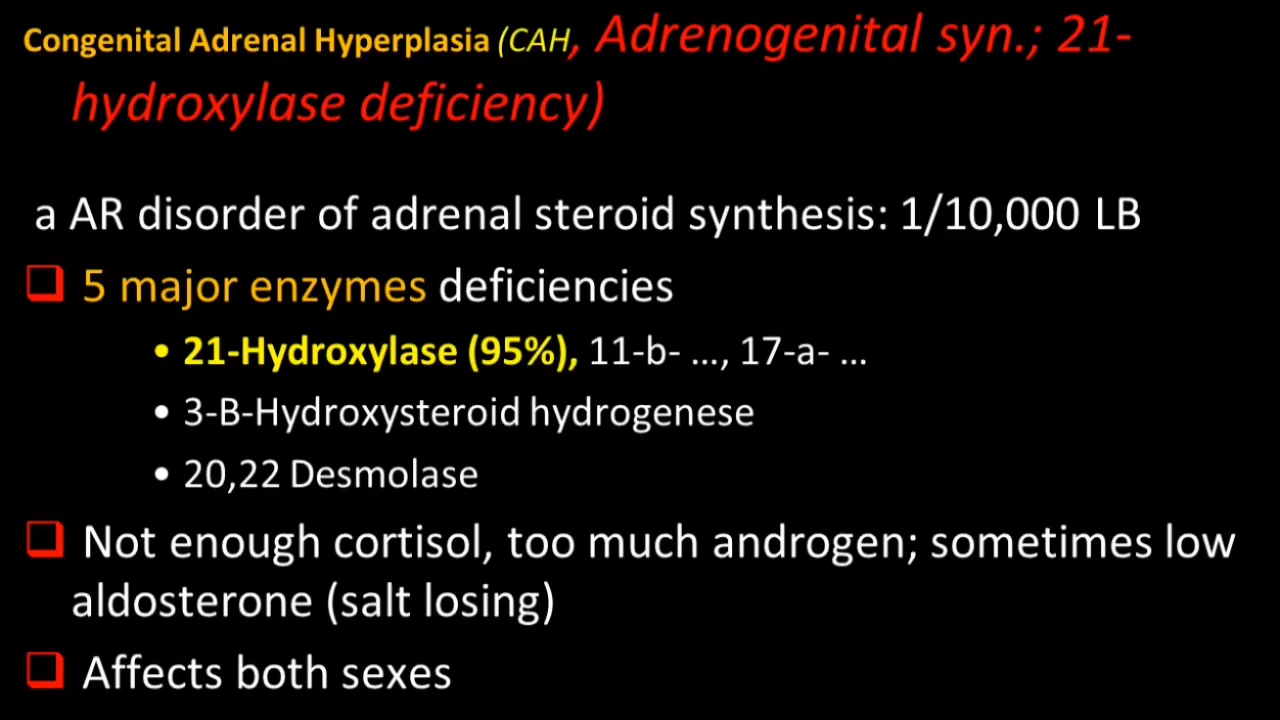 Congenital Adrenal Hyperplasia (CAH, Adrenogenital syn.; 21-
hydroxylase deficiency)
a AR disorder of adrenal steroid synthesis: 1/10,000 LB
❑ 5 major enzymes deficiencies
• 21-Hydroxylase (95%), 11-b- ..., 17-a- ...
• 3-B-Hydroxysteroid hydrogenese
• 20,22 Desmolase
❑ Not enough cortisol, too much androgen; sometimes low
aldosterone (salt losing)
❑ Affects both sexes